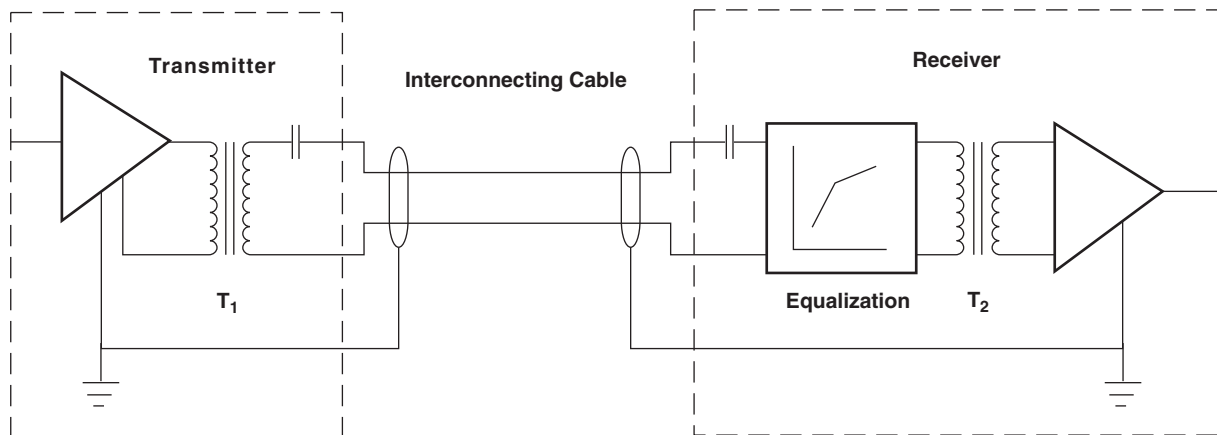 Transmitter
Interconnecting Cable
Receiver
T1
Equalization
T2